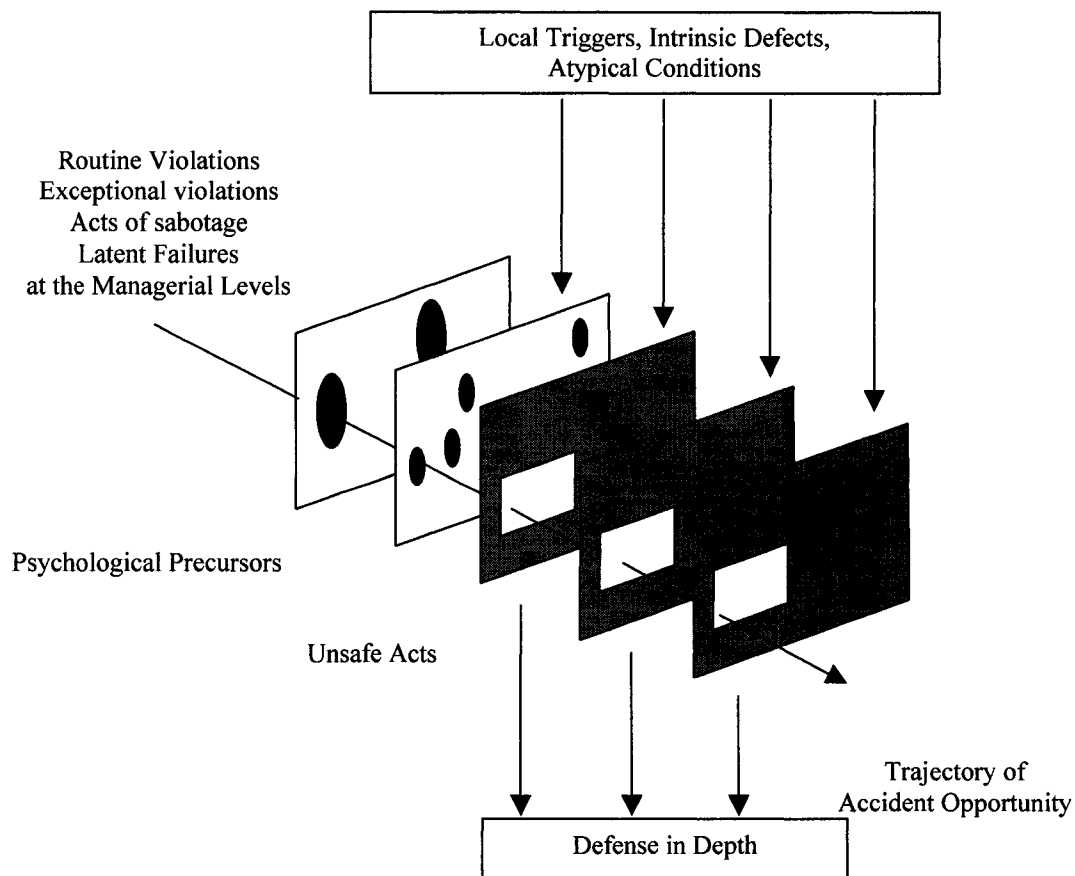 Local Triggers, Intrinsic Defects,
Atypical Conditions
Routine Violations
Exceptional violations
Acts of sabotage
Latent Failures
at the Managerial Levels
Psychological Precursors
Unsafe Acts
Trajectory of
Accident Opportunity
Defense in Depth